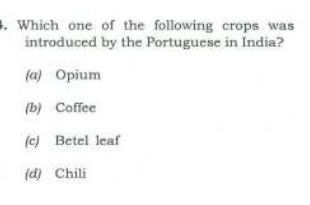 . Which one of the following crops was
introduced by the Portuguese in India?
(a) Opium
(b) Coffee
(c) Betel leaf
(d) Chili